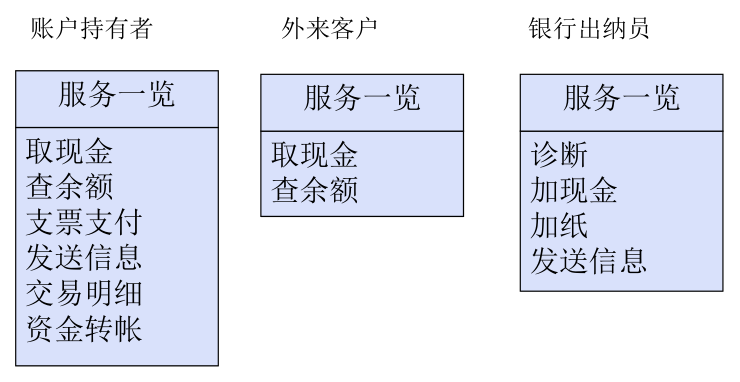 账户持有者
服务一览
取现金
查余额
支票支付
发送信息
交易明细
资金转帐
外来客户
服务一览
取现金
查余额
银行出纳员
服务一览
诊断
加现金
加纸
发送信息